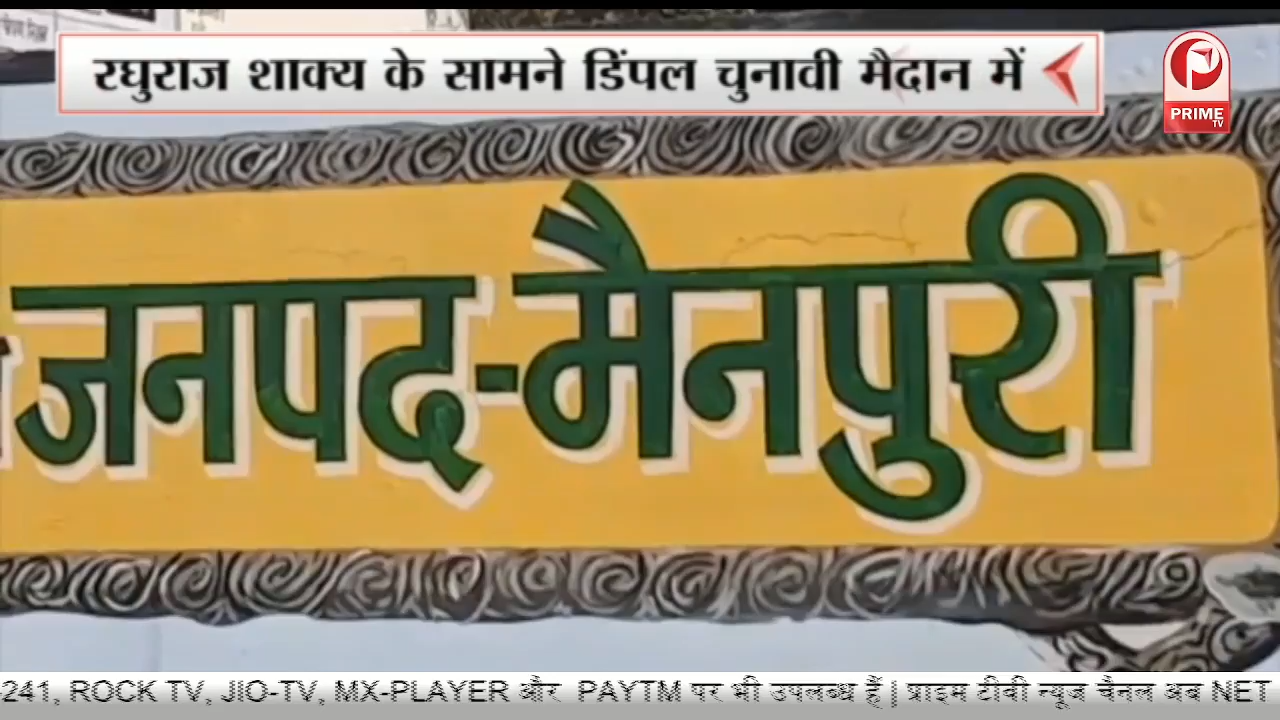 रघुराज शाक्य के सामने डिंपल चुनावी मैदान में
PRIME
TV
जनपद-मैनपुरी
-241, ROCK TV, JIO-TV, MX-PLAYER और PAYTM पर भी उपलब्ध हैं | प्राइम टीवी न्यूज चैनल अब NET